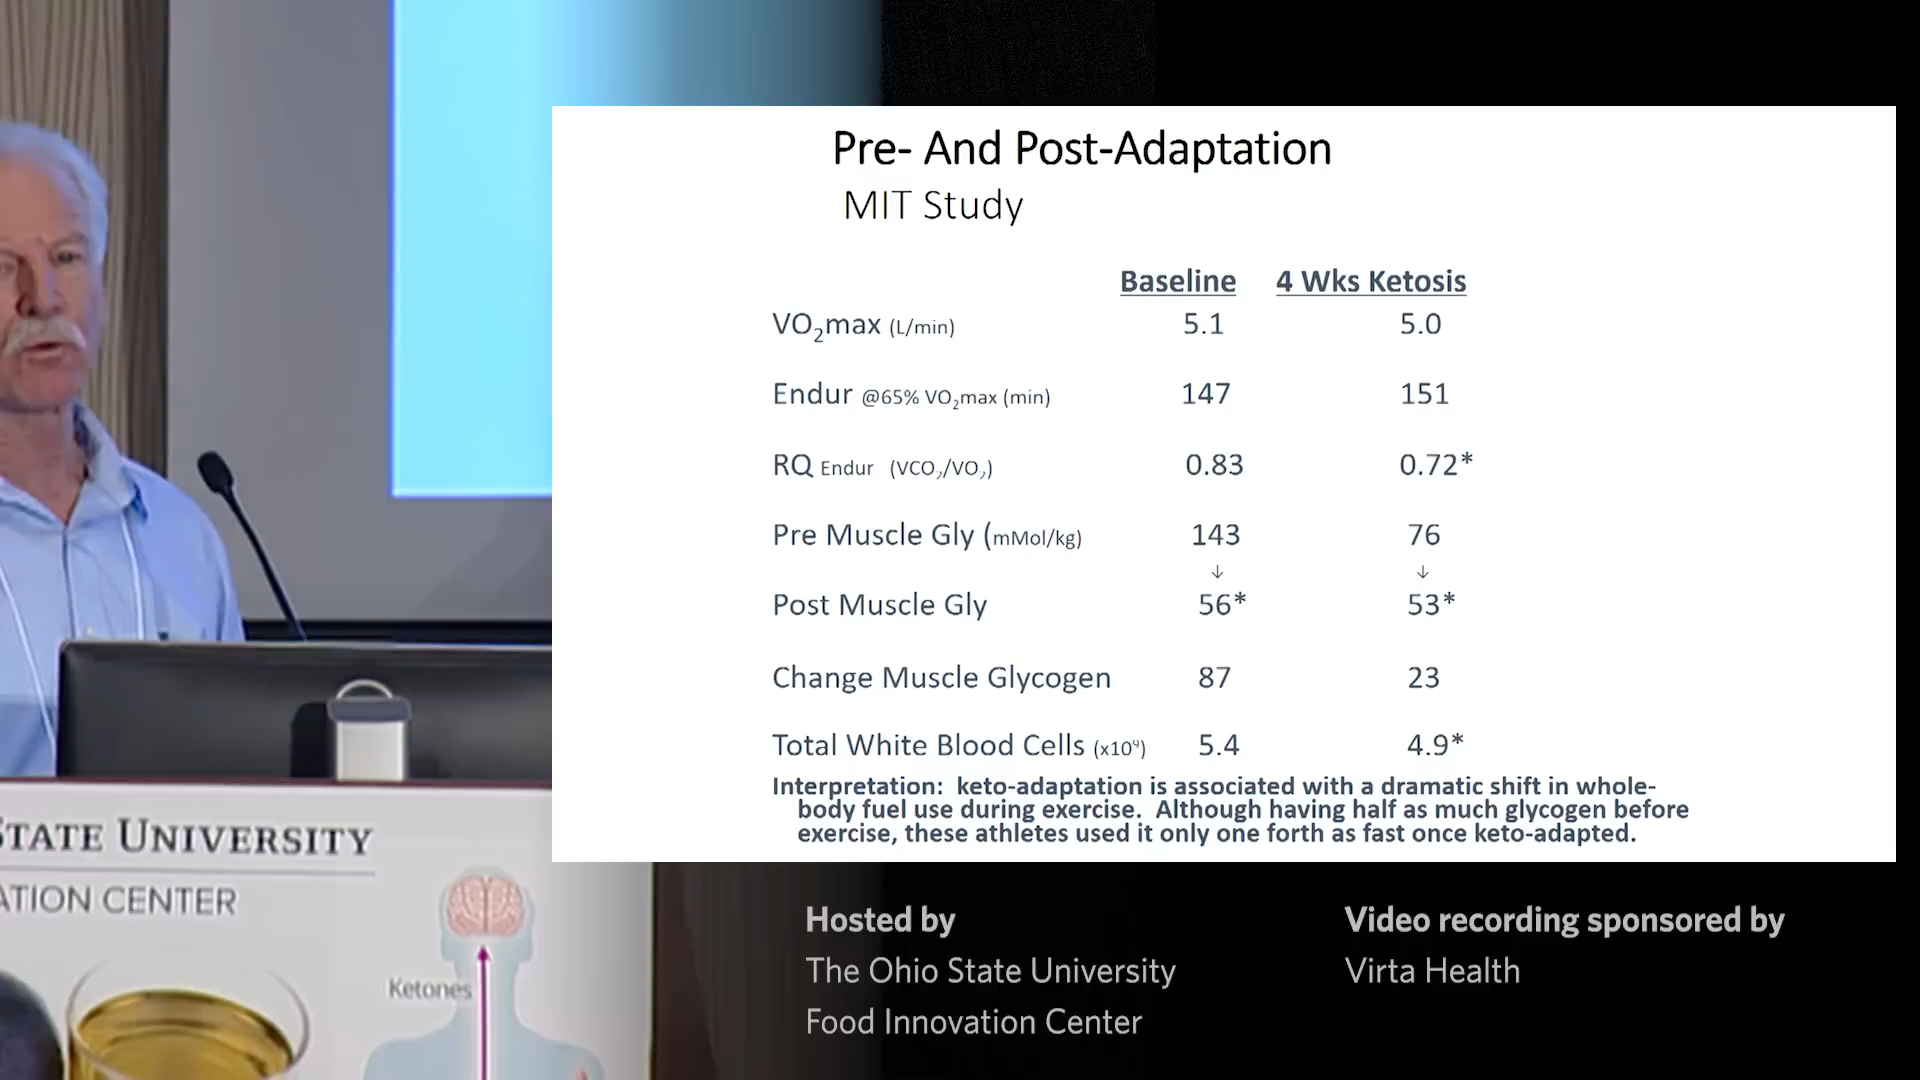 Pre- And Post-Adaptation
MIT Study
Baseline 4 Wks Ketosis
VO₂max (L/min) 5.1 5.0
Endur @65% VO₂max (min) 147 151
RQ Endur (VCO₂/VO₂) 0.83 0.72*
Pre Muscle Gly (mMol/kg) 143 76
↓ ↓
Post Muscle Gly 56* 53*
Change Muscle Glycogen 87 23
Total White Blood Cells (x10⁹) 5.4 4.9*
Interpretation: keto-adaptation is associated with a dramatic shift in whole-
body fuel use during exercise. Although having half as much glycogen before
exercise, these athletes used it only one forth as fast once keto-adapted.
STATE UNIVERSITY
ATION CENTER
Ketones
Hosted by
The Ohio State University
Food Innovation Center
Video recording sponsored by
Virta Health